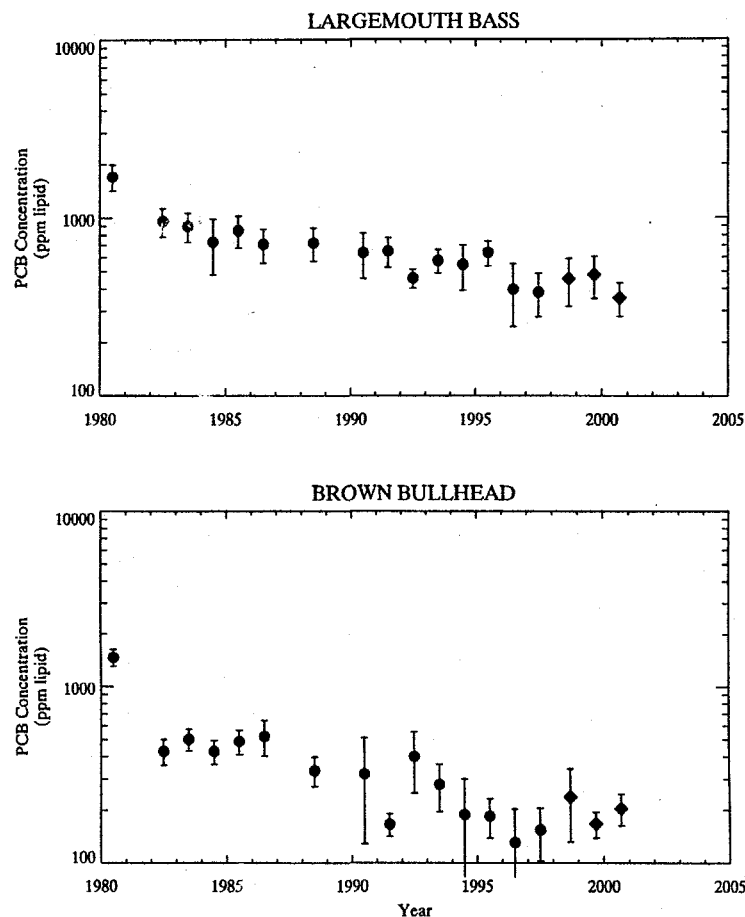 LARGEMOUTH BASS
10000
1000
100
PCB Concentration
(ppm lipid)
1980 1985 1990 1995 2000 2005
BROWN BULLHEAD
10000
1000
100
PCB Concentration
(ppm lipid)
1980 1985 1990 1995 2000 2005
Year